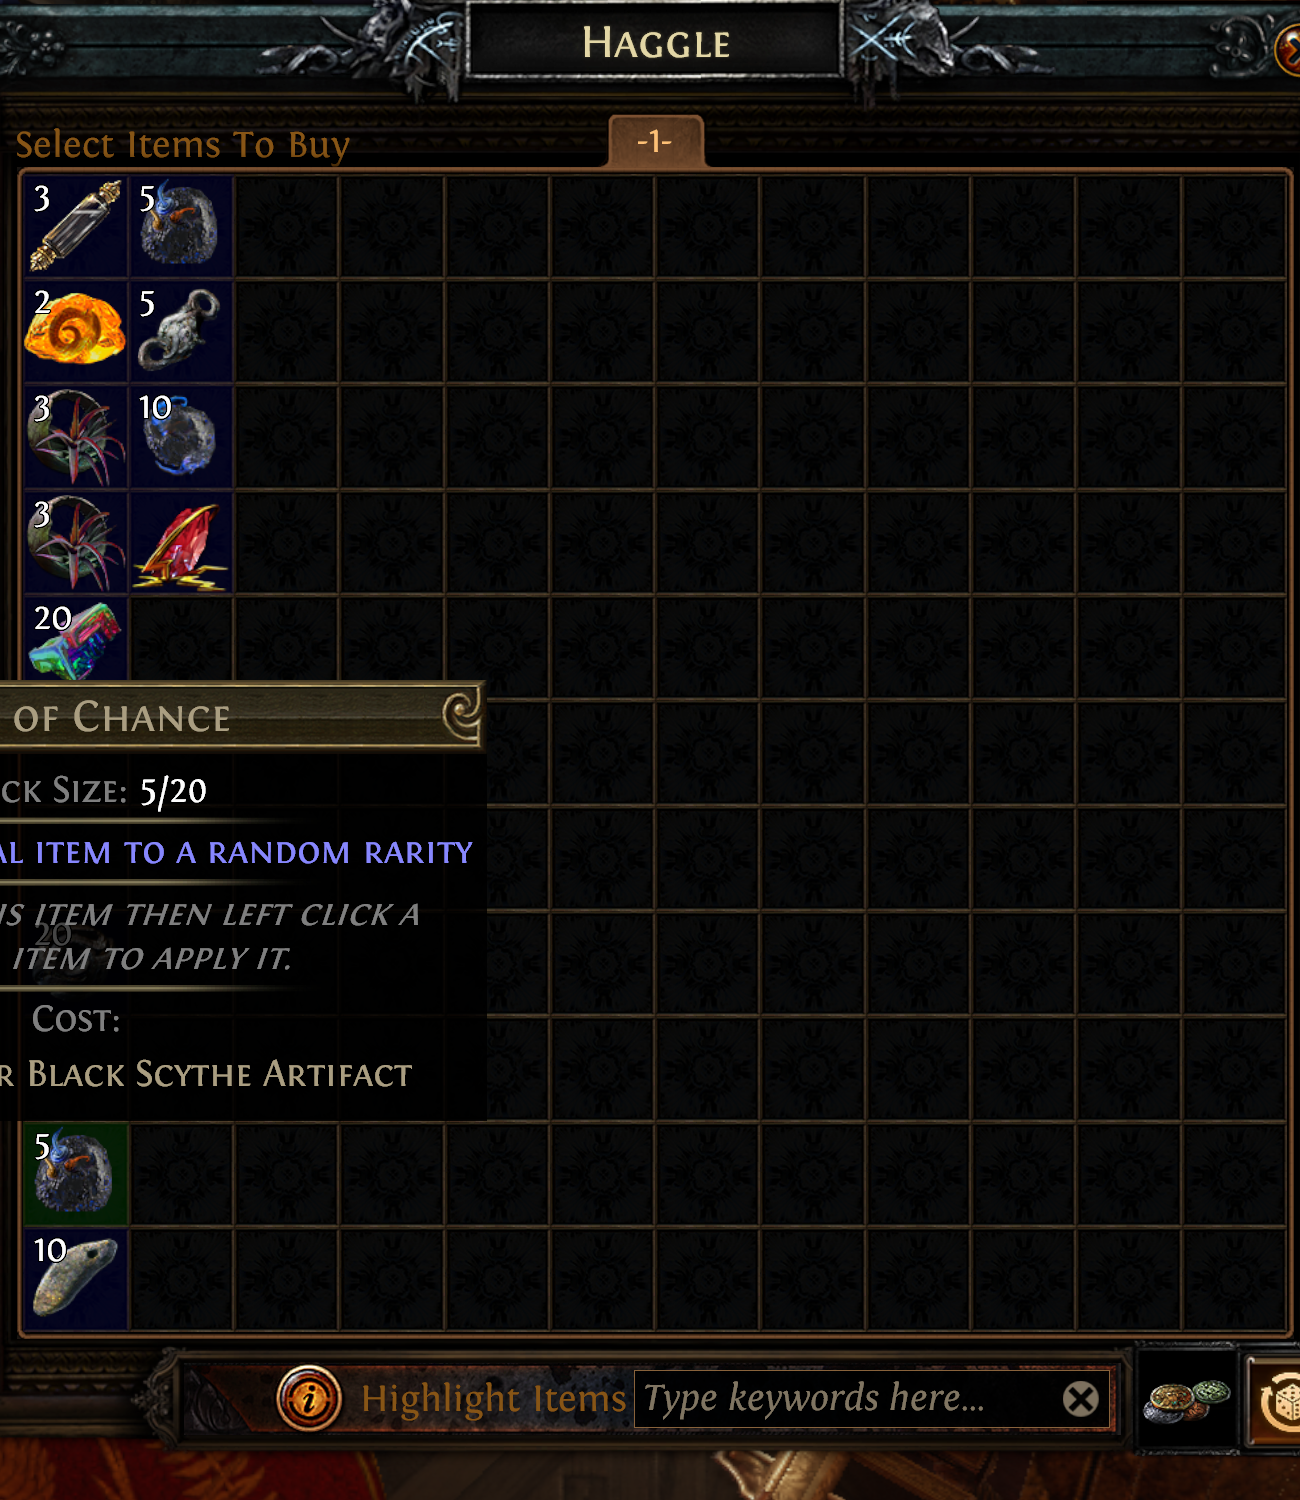 HAGGLE
Select Items To Buy
-1-
3 5
2 5
3 10
3
20
OF CHANCE
CK SIZE: 5/20
AL ITEM TO A RANDOM RARITY
IS ITEM THEN LEFT CLICK A
20
ITEM TO APPLY IT.
COST:
R BLACK SCYTHE ARTIFACT
5
10
Highlight Items Type keywords here...